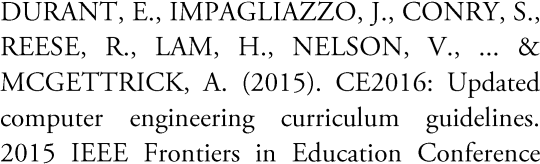 DURANT, E., IMPAGLIAZZO, J., CONRY, S.,
REESE, R., LAM, H., NELSON, V., ... &
MCGETTRICK, A. (2015). CE2016: Updated
computer engineering curriculum guidelines.
2015 IEEE Frontiers in Education Conference